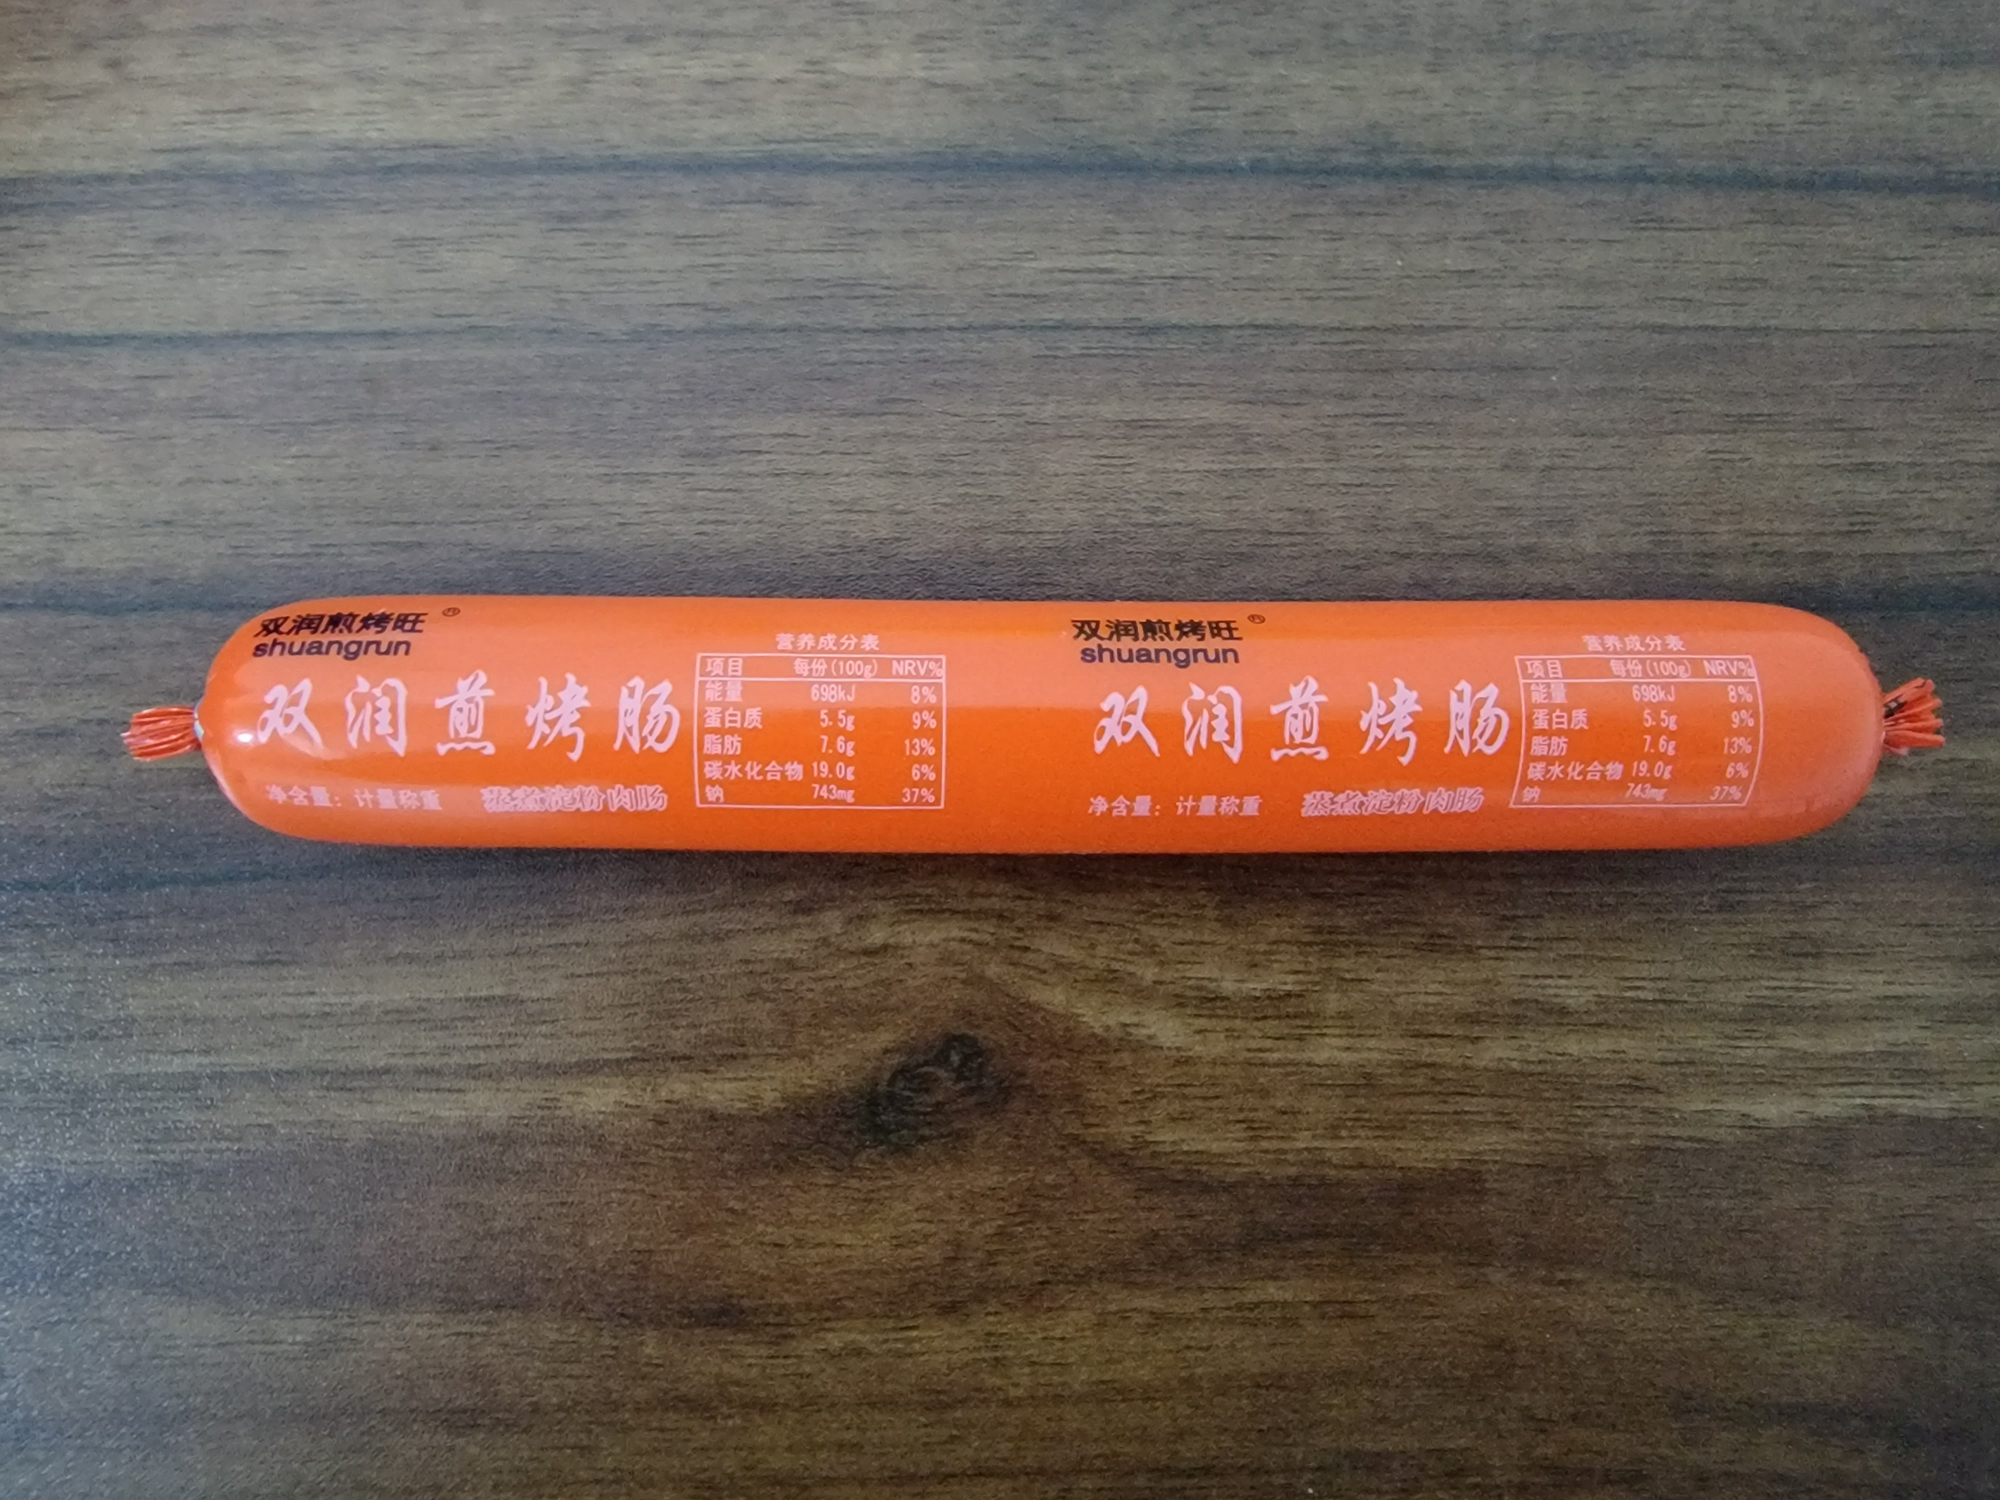 双润煎烤旺 ®
shuangrun
双润煎烤肠
净含量：计量称重 蒸煮淀粉肉肠
营养成分表
项目 每份(100g) NRV%
能量 698kJ 8%
蛋白质 5.5g 9%
脂肪 7.6g 13%
碳水化合物 19.0g 6%
钠 743mg 37%
双润煎烤旺 ®
shuangrun
双润煎烤肠
净含量：计量称重 蒸煮淀粉肉肠
营养成分表
项目 每份(100g) NRV%
能量 698kJ 8%
蛋白质 5.5g 9%
脂肪 7.6g 13%
碳水化合物 19.0g 6%
钠 743mg 37%